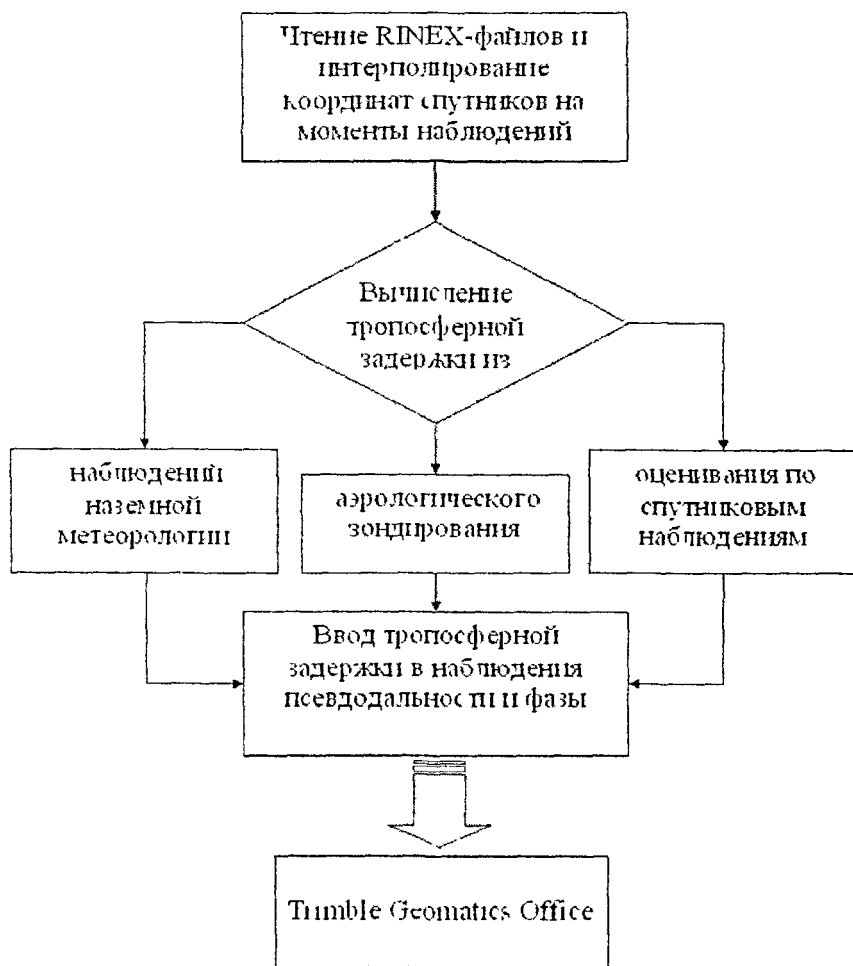 Чтение RINEX-файлов и
интерполирование
координат спутников на
моменты наблюдений
Вычисление
тропосферной
задержки из
наблюдений
наземной
метеорологии
аэрологического
зондирования
оценивания по
спутниковым
наблюдениям
Ввод тропосферной
задержки в наблюдения
псевдодальности и фазы
Trimble Geomatics Office